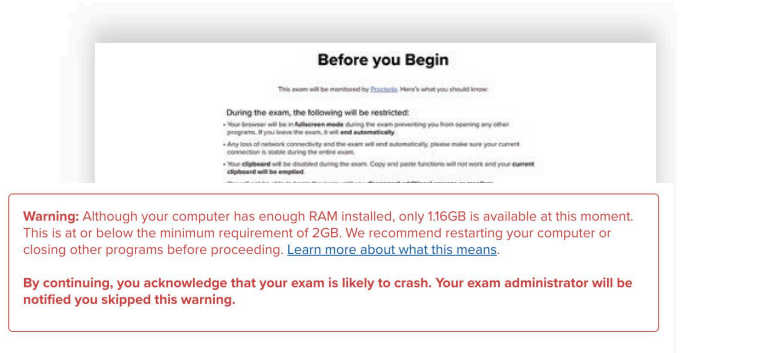 Before you Begin
This exam will be monitored by Proctorio. Here's what you should know:
During the exam, the following will be restricted:
• Your browser will be in fullscreen mode during the exam preventing you from opening any other
programs. If you leave the exam, it will end automatically.
• Any loss of network connectivity and the exam will end automatically, please make sure your current
connection is stable during the entire exam.
• Your clipboard will be disabled during the exam. Copy and paste functions will not work and your current
clipboard will be emptied.
Warning: Although your computer has enough RAM installed, only 1.16GB is available at this moment.
This is at or below the minimum requirement of 2GB. We recommend restarting your computer or
closing other programs before proceeding. Learn more about what this means.
By continuing, you acknowledge that your exam is likely to crash. Your exam administrator will be
notified you skipped this warning.